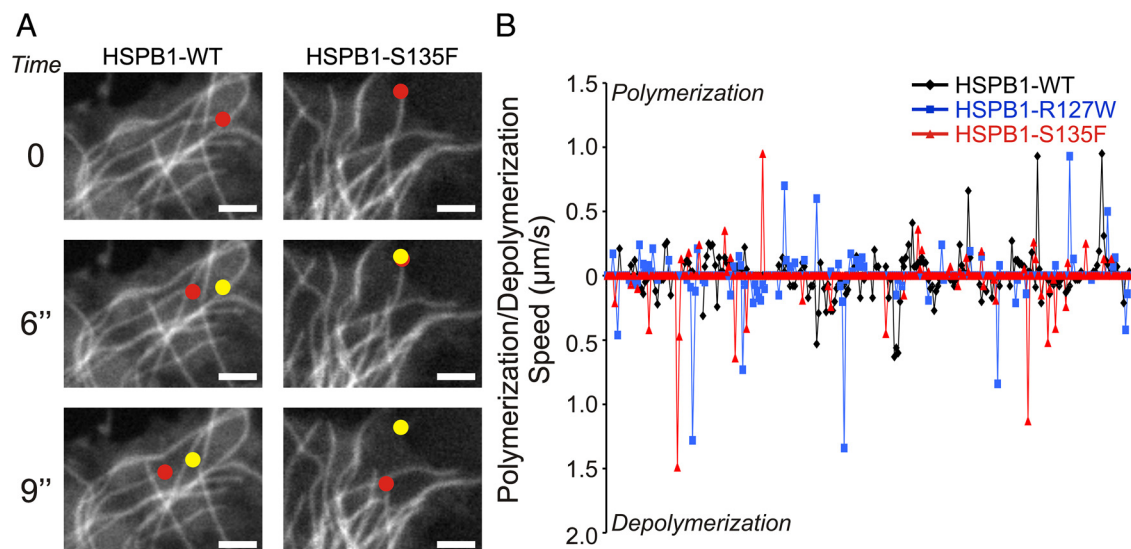 A
B
Time
HSPB1-WT
HSPB1-S135F
0
6’’
9’’
Polymerization/Depolymerization
Speed (µm/s)
1.5
1.0
0.5
0
0.5
1.0
1.5
2.0
Polymerization
HSPB1-WT
HSPB1-R127W
HSPB1-S135F
Depolymerization